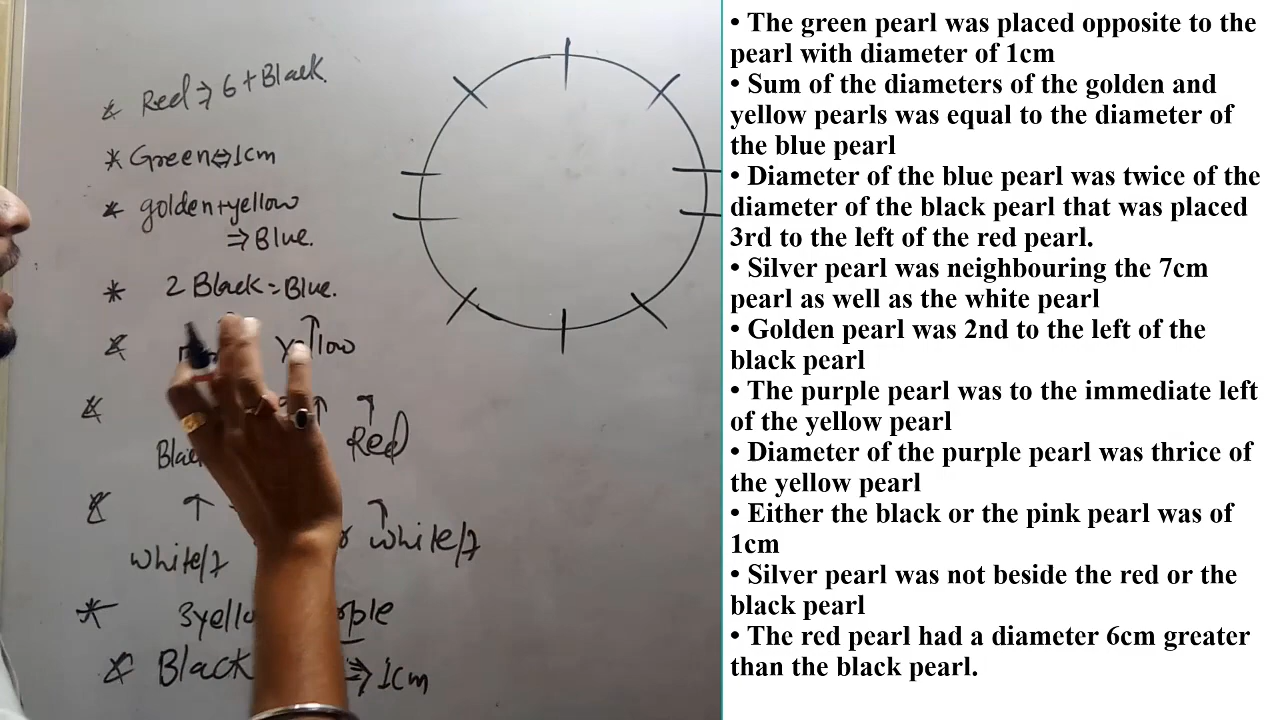 Red ⇒ 6 + Black
* Green ⇔ 1cm
* golden+yellow
⇒ Blue.
* 2 Black = Blue.
yellow
Red
white/7
white/7
* purple
Black ⇒ 1cm
• The green pearl was placed opposite to the
pearl with diameter of 1cm
• Sum of the diameters of the golden and
yellow pearls was equal to the diameter of
the blue pearl
• Diameter of the blue pearl was twice of the
diameter of the black pearl that was placed
3rd to the left of the red pearl.
• Silver pearl was neighbouring the 7cm
pearl as well as the white pearl
• Golden pearl was 2nd to the left of the
black pearl
• The purple pearl was to the immediate left
of the yellow pearl
• Diameter of the purple pearl was thrice of
the yellow pearl
• Either the black or the pink pearl was of
1cm
• Silver pearl was not beside the red or the
black pearl
• The red pearl had a diameter 6cm greater
than the black pearl.